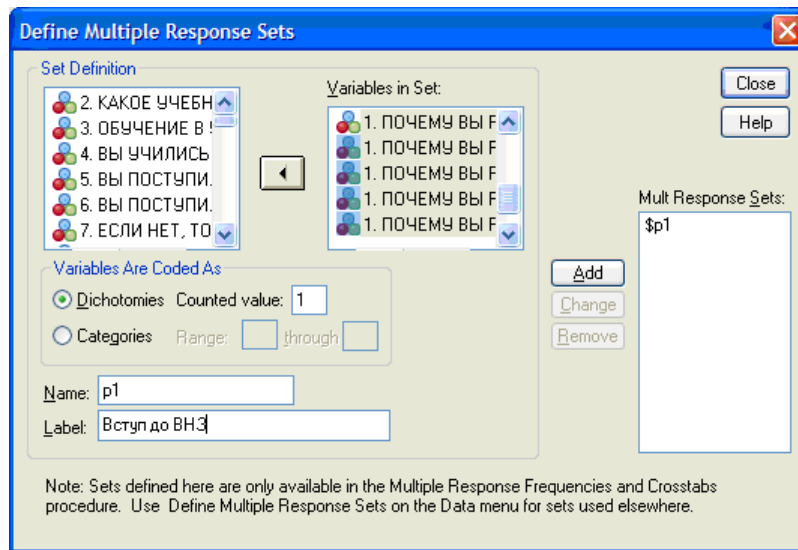 Define Multiple Response Sets
Set Definition
2. КАКОЕ УЧЕБН
3. ОБУЧЕНИЕ В
4. ВЫ УЧИЛИСЬ
5. ВЫ ПОСТУПИ.
6. ВЫ ПОСТУПИ.
7. ЕСЛИ НЕТ, ТО
Variables in Set:
1. ПОЧЕМУ ВЫ Р
1. ПОЧЕМУ ВЫ Р
1. ПОЧЕМУ ВЫ Р
1. ПОЧЕМУ ВЫ Р
1. ПОЧЕМУ ВЫ Р
Close
Help
Mult Response Sets:
$p1
Variables Are Coded As
Dichotomies Counted value: 1
Categories Range: through
Add
Change
Remove
Name: p1
Label: Вступ до ВНЗ
Note: Sets defined here are only available in the Multiple Response Frequencies and Crosstabs
procedure. Use Define Multiple Response Sets on the Data menu for sets used elsewhere.